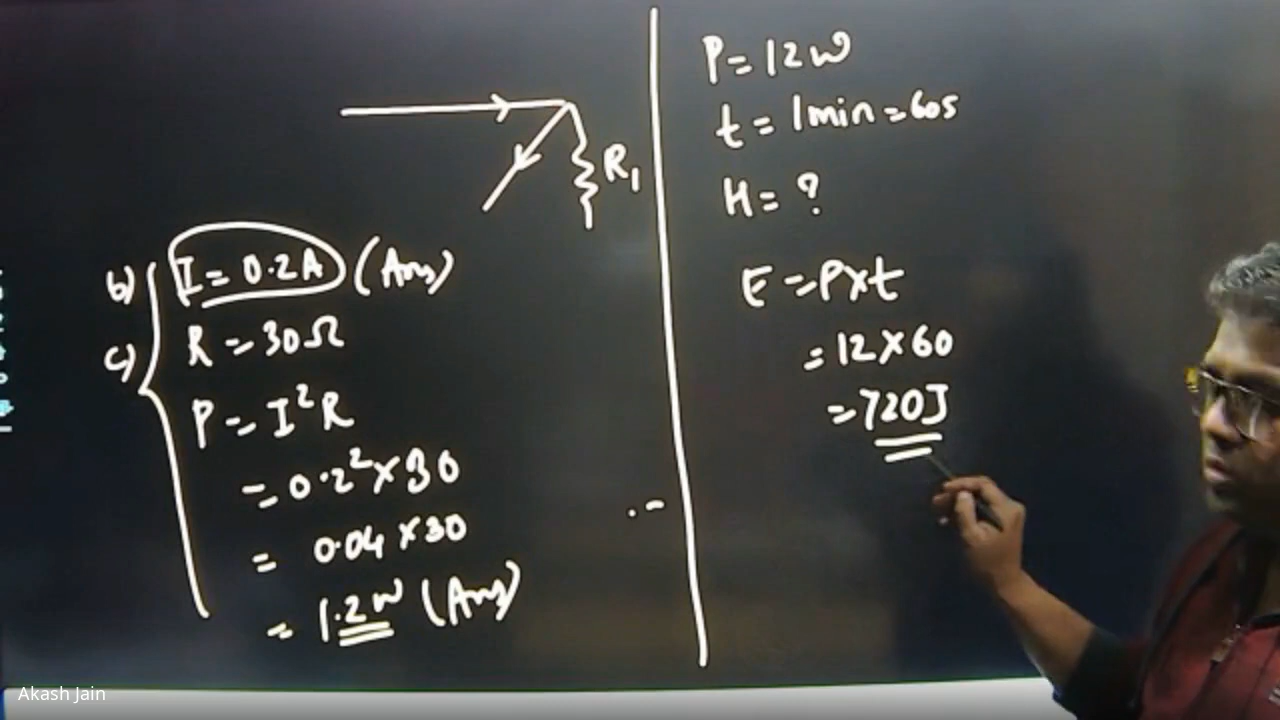 R₁
b) I = 0.2A (Ans)
c) R = 30Ω
P = I²R
= 0.2² × 30
= 0.04 × 30
= 1.2W (Ans)
P = 12W
t = 1min = 60s
H = ?
E = P×t
= 12×60
= 720J
Akash Jain